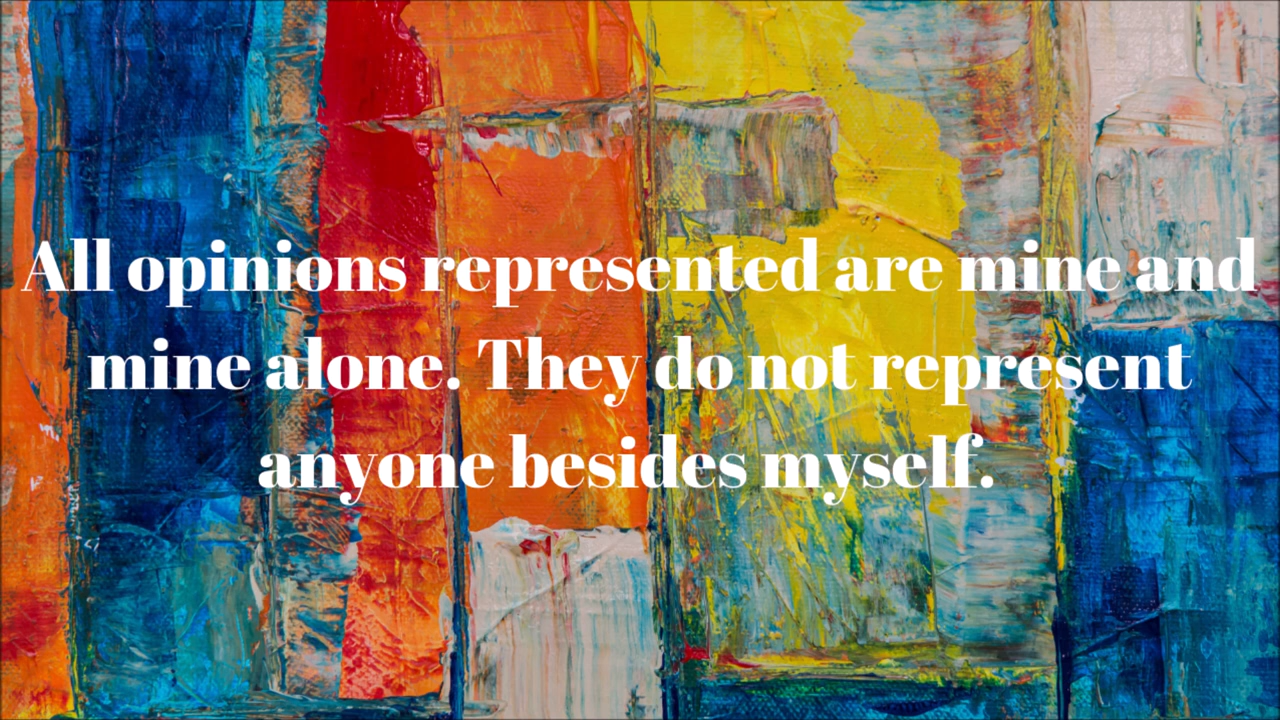 All opinions represented are mine and
mine alone. They do not represent
anyone besides myself.